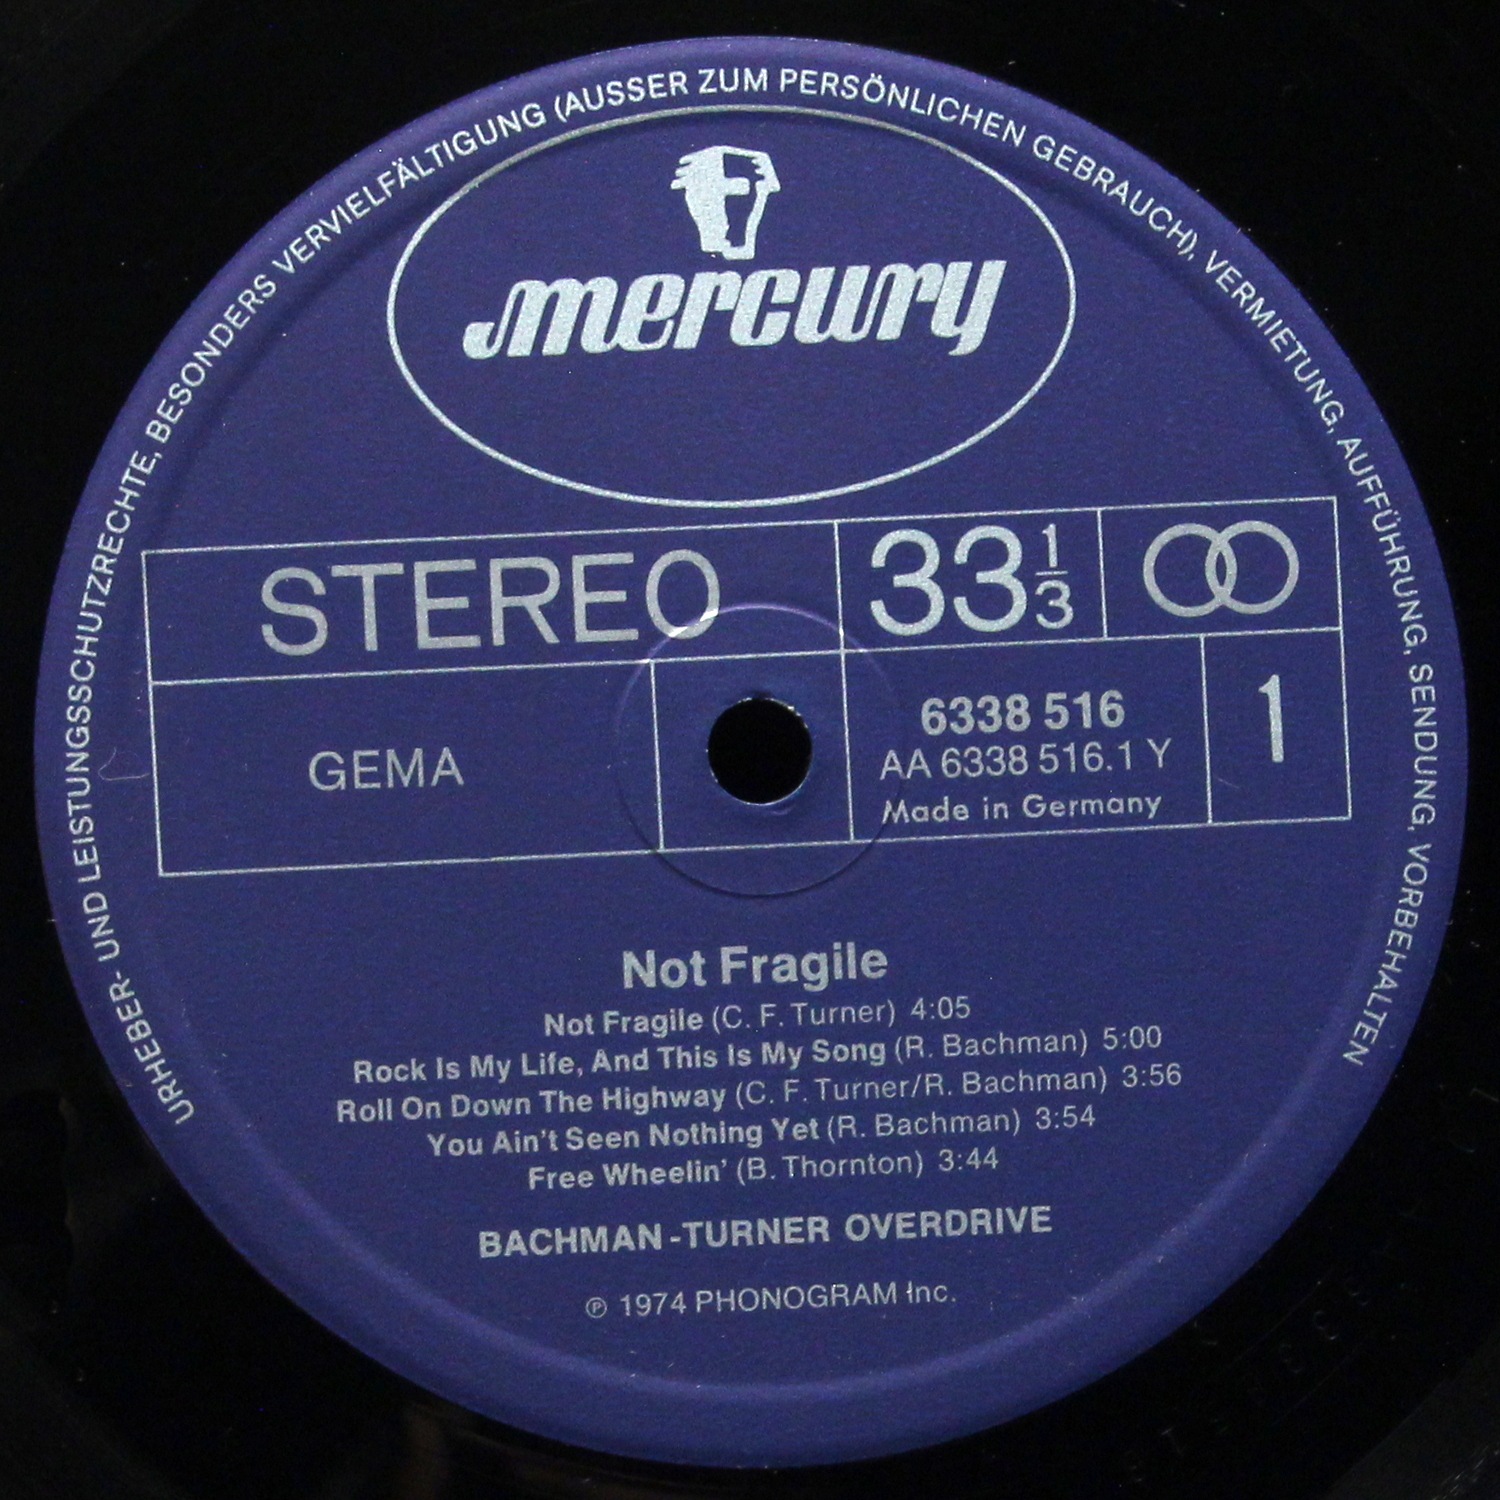 URHEBER- UND LEISTUNGSSCHUTZRECHTE, BESONDERS VERVIELFÄLTIGUNG (AUSSER ZUM PERSÖNLICHEN GEBRAUCH), VERMIETUNG, AUFFÜHRUNG, SENDUNG, VORBEHALTEN
mercury
STEREO 33 1/3
GEMA
6338 516
AA 6338 516.1 Y
Made in Germany
1
Not Fragile
Not Fragile (C. F. Turner) 4:05
Rock Is My Life, And This Is My Song (R. Bachman) 5:00
Roll On Down The Highway (C. F. Turner/R. Bachman) 3:56
You Ain't Seen Nothing Yet (R. Bachman) 3:54
Free Wheelin' (B. Thornton) 3:44
BACHMAN-TURNER OVERDRIVE
℗ 1974 PHONOGRAM Inc.